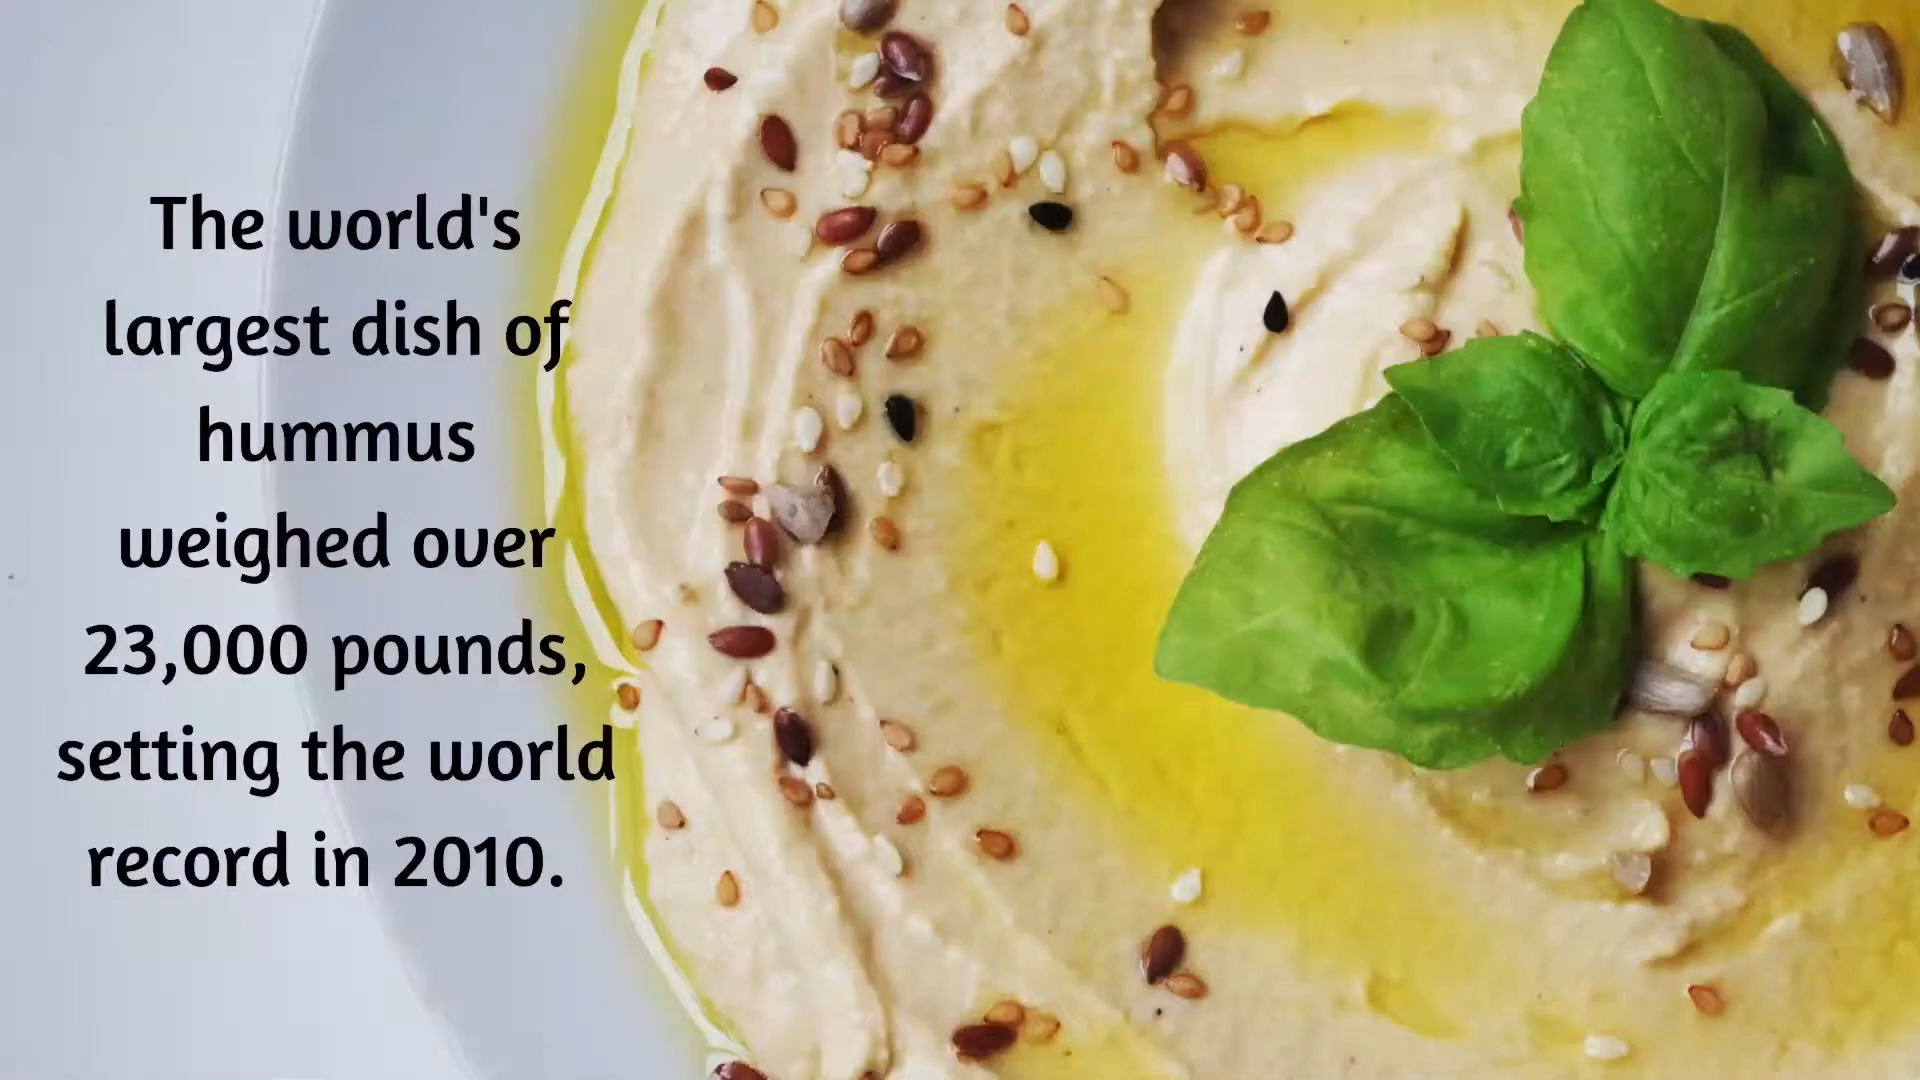 The world's
largest dish of
hummus
weighed over
23,000 pounds,
setting the world
record in 2010.